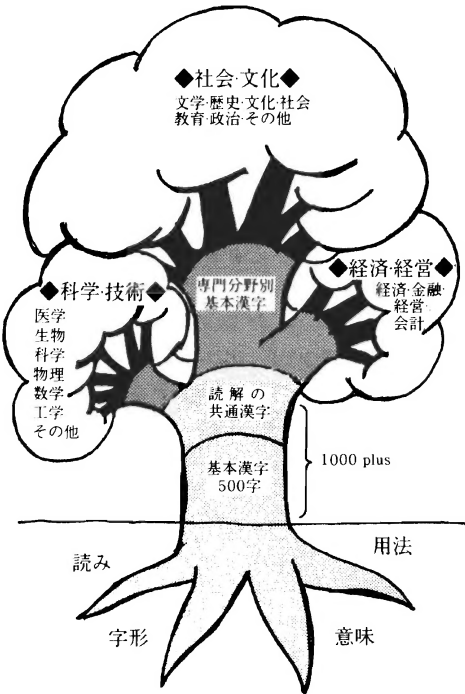 ◆社会·文化◆
文学·歴史·文化·社会
教育·政治·その他
専門分野別
基本漢字
◆経済·経営◆
経済·金融·
経営·
会計
◆科学·技術◆
医学
生物
科学
物理
数学
工学
その他
読解の
共通漢字
基本漢字
500字
1000 plus
読み
用法
字形
意味